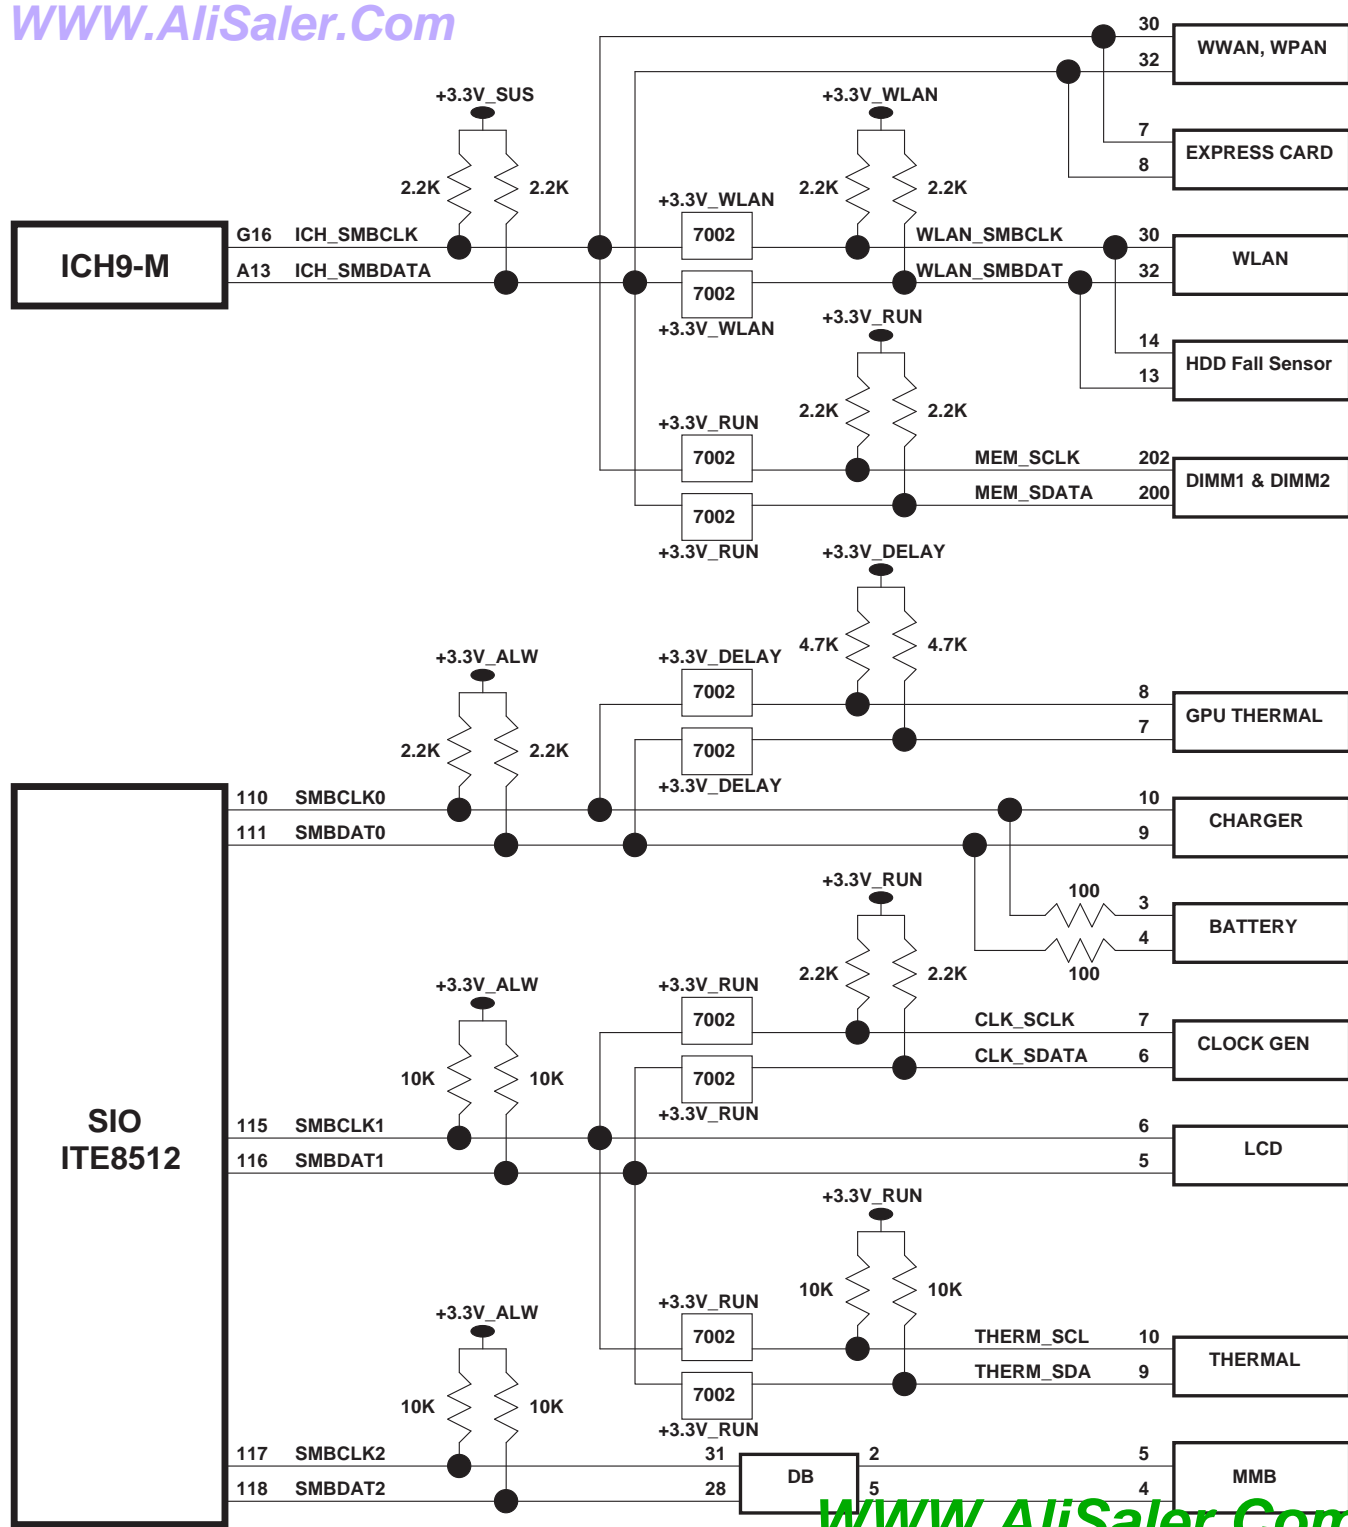 WWW.AliSaler.Com
30
WWAN, WPAN
32
+3.3V_SUS
+3.3V_WLAN
7
EXPRESS CARD
8
2.2K
2.2K
2.2K
2.2K
+3.3V_WLAN
ICH9-M
G16 ICH_SMBCLK
7002
WLAN_SMBCLK
30
WLAN
A13 ICH_SMBDATA
7002
WLAN_SMBDAT
32
+3.3V_WLAN
+3.3V_RUN
14
HDD Fall Sensor
13
2.2K
2.2K
+3.3V_RUN
7002
MEM_SCLK
202
DIMM1 & DIMM2
7002
MEM_SDATA
200
+3.3V_RUN
+3.3V_DELAY
4.7K
4.7K
+3.3V_ALW
+3.3V_DELAY
7002
8
GPU THERMAL
7
2.2K
2.2K
7002
+3.3V_DELAY
110 SMBCLK0
10
CHARGER
111 SMBDAT0
9
+3.3V_RUN
100
3
BATTERY
4
100
2.2K
2.2K
+3.3V_ALW
+3.3V_RUN
7002
CLK_SCLK
7
CLOCK GEN
CLK_SDATA
6
10K
10K
7002
+3.3V_RUN
SIO
ITE8512
115 SMBCLK1
6
LCD
116 SMBDAT1
5
+3.3V_RUN
10K
10K
+3.3V_ALW
+3.3V_RUN
7002
THERM_SCL
10
THERMAL
THERM_SDA
9
10K
10K
7002
+3.3V_RUN
117 SMBCLK2
31
DB
2
5
MMB
118 SMBDAT2
28
5
4
WWW.AliSaler.Com